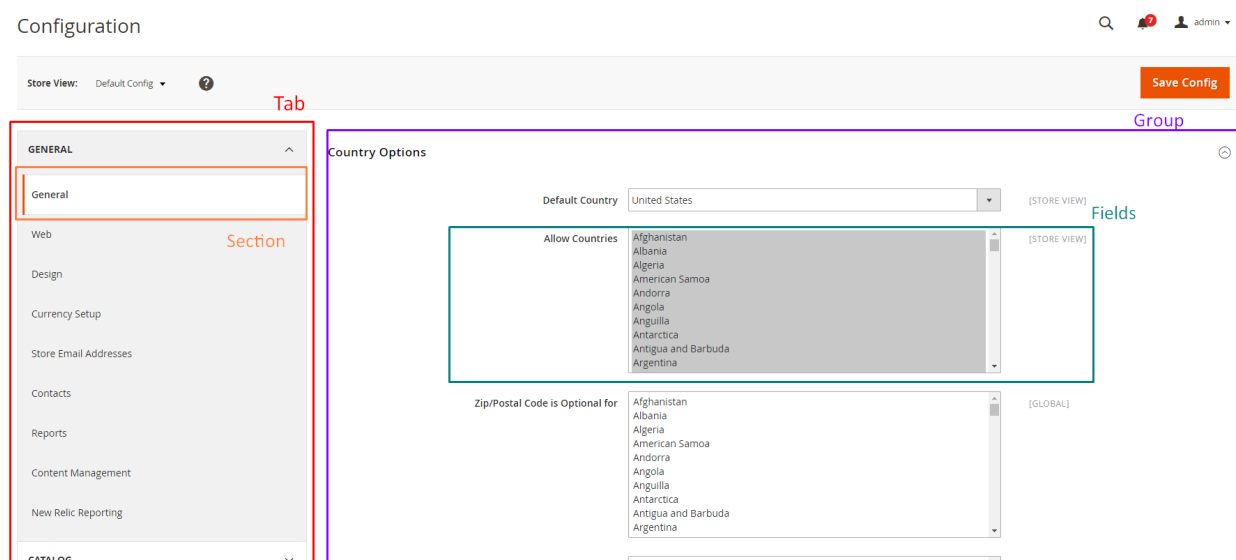 Configuration
7
admin
Store View: Default Config ?
Save Config
Tab
Group
GENERAL
General
Section
Web
Design
Currency Setup
Store Email Addresses
Contacts
Reports
Content Management
New Relic Reporting
CATALOG
Country Options
Default Country United States [STORE VIEW]
Fields
Allow Countries Afghanistan [STORE VIEW]
Albania
Algeria
American Samoa
Andorra
Angola
Anguilla
Antarctica
Antigua and Barbuda
Argentina
Zip/Postal Code is Optional for Afghanistan [GLOBAL]
Albania
Algeria
American Samoa
Andorra
Angola
Anguilla
Antarctica
Antigua and Barbuda
Argentina